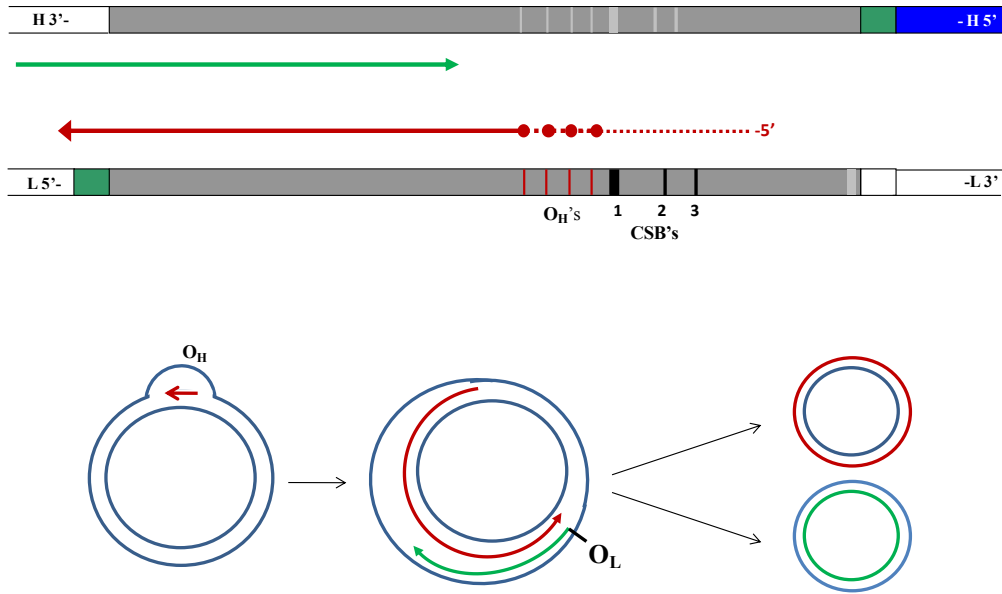 H 3’-
- H 5’
-5’
L 5’-
-L 3’
OH’s
1 2 3
CSB’s
OH
OL